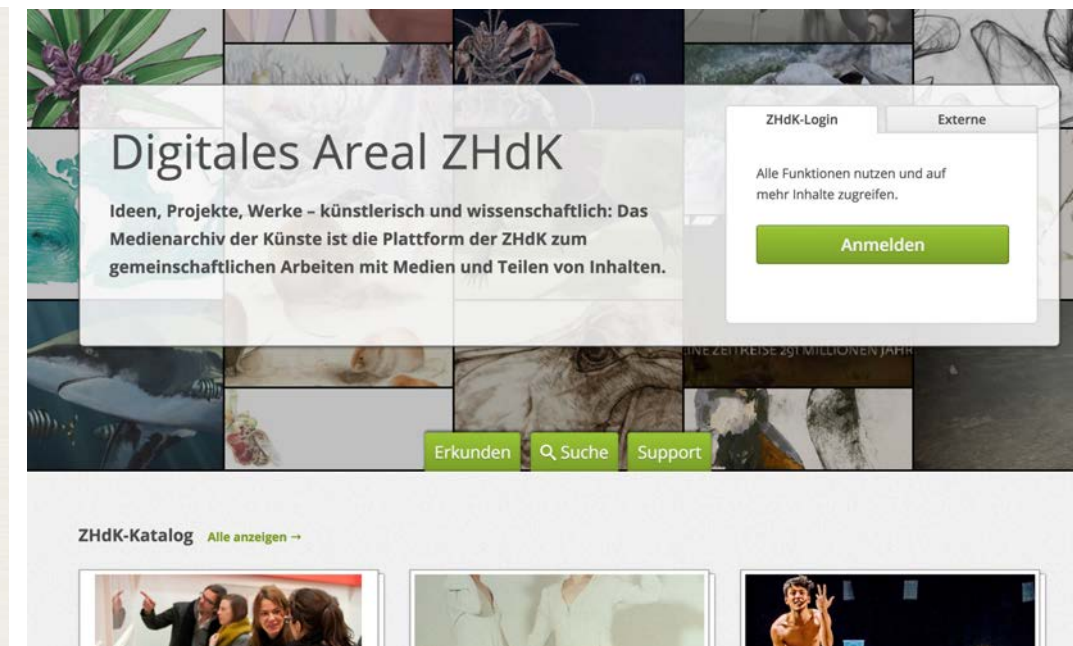 Digitales Areal ZHdK
Ideen, Projekte, Werke – künstlerisch und wissenschaftlich: Das
Medienarchiv der Künste ist die Plattform der ZHdK zum
gemeinschaftlichen Arbeiten mit Medien und Teilen von Inhalten.
ZHdK-Login
Externe
Alle Funktionen nutzen und auf
mehr Inhalte zugreifen.
Anmelden
EINE ZEITREISE 291 MILLIONEN JAHR
Erkunden
Suche
Support
ZHdK-Katalog Alle anzeigen →